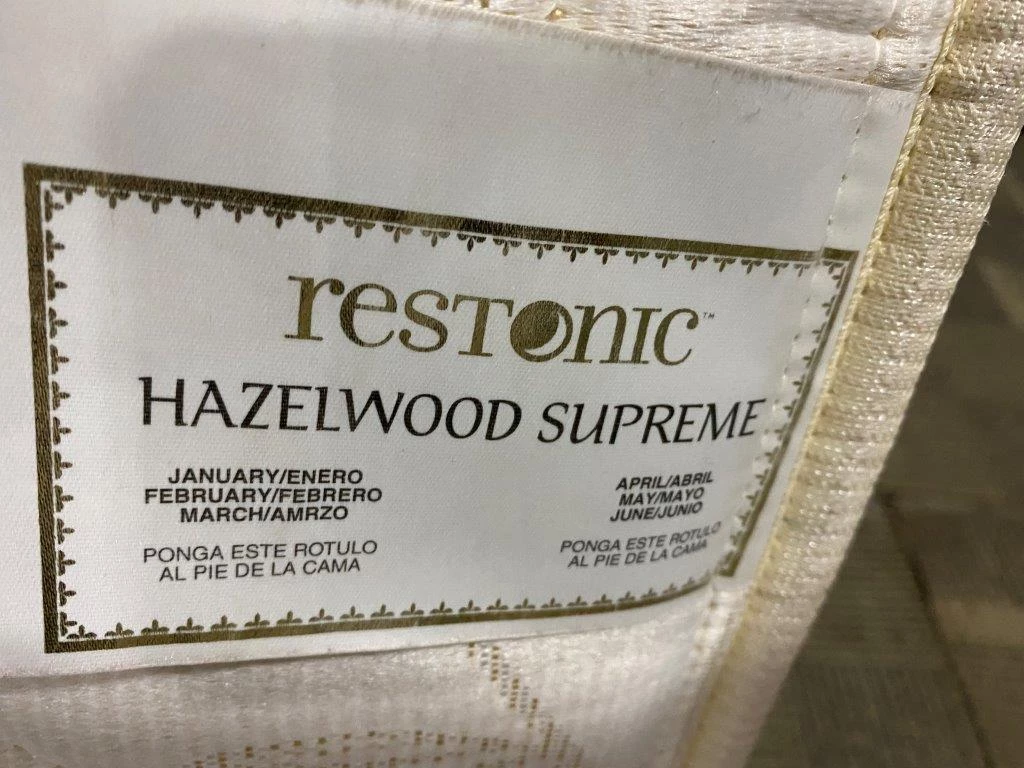 restonic™
HAZELWOOD SUPREME
JANUARY/ENERO
FEBRUARY/FEBRERO
MARCH/AMRZO
PONGA ESTE ROTULO
AL PIE DE LA CAMA
APRIL/ABRIL
MAY/MAYO
JUNE/JUNIO
PONGA ESTE ROTULO
AL PIE DE LA CAMA